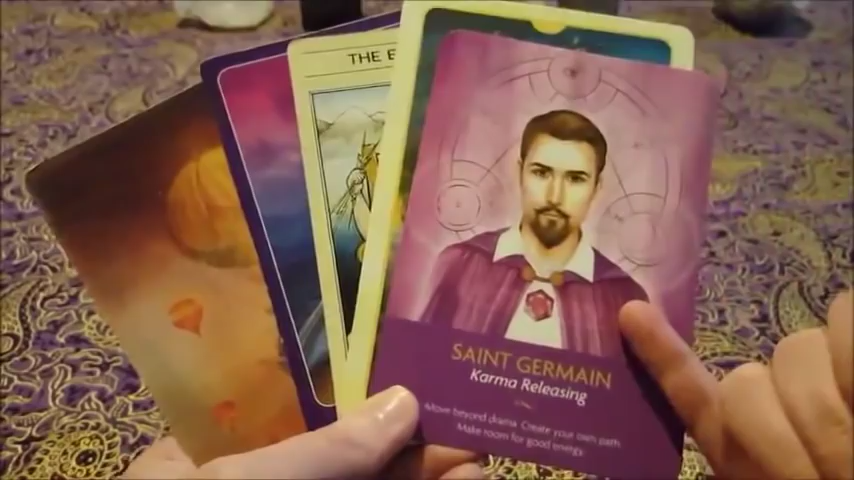 THE E
SAINT GERMAIN
Karma Releasing
Move beyond drama. Create your own path.
Make room for good energy.